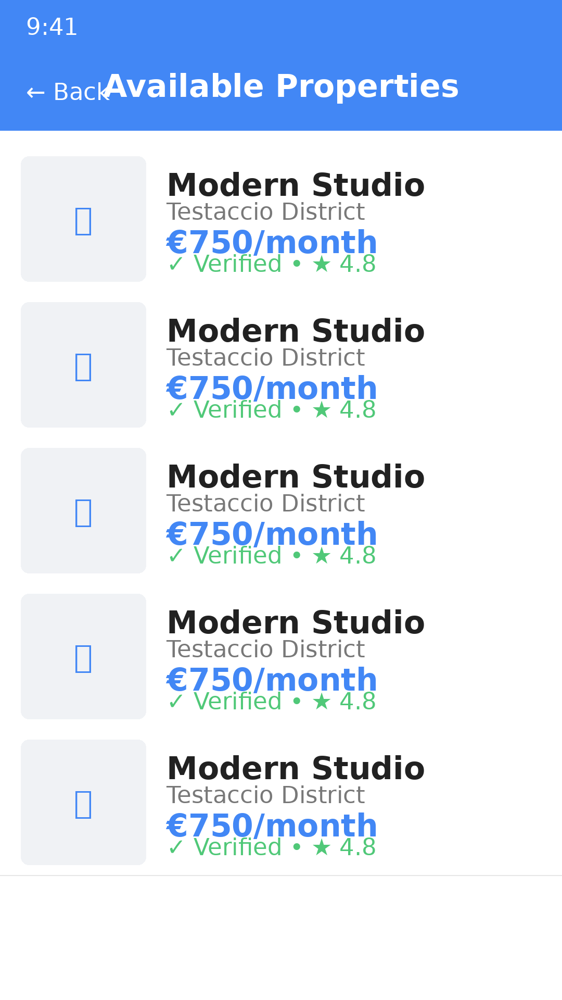 9:41
← Back
Available Properties
Modern Studio
Testaccio District
€750/month
✓ Verified • ★ 4.8
Modern Studio
Testaccio District
€750/month
✓ Verified • ★ 4.8
Modern Studio
Testaccio District
€750/month
✓ Verified • ★ 4.8
Modern Studio
Testaccio District
€750/month
✓ Verified • ★ 4.8
Modern Studio
Testaccio District
€750/month
✓ Verified • ★ 4.8